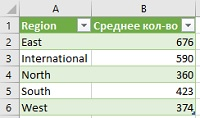 A B
1 Region Среднее кол-во
2 East 676
3 International 590
4 North 360
5 South 423
6 West 374